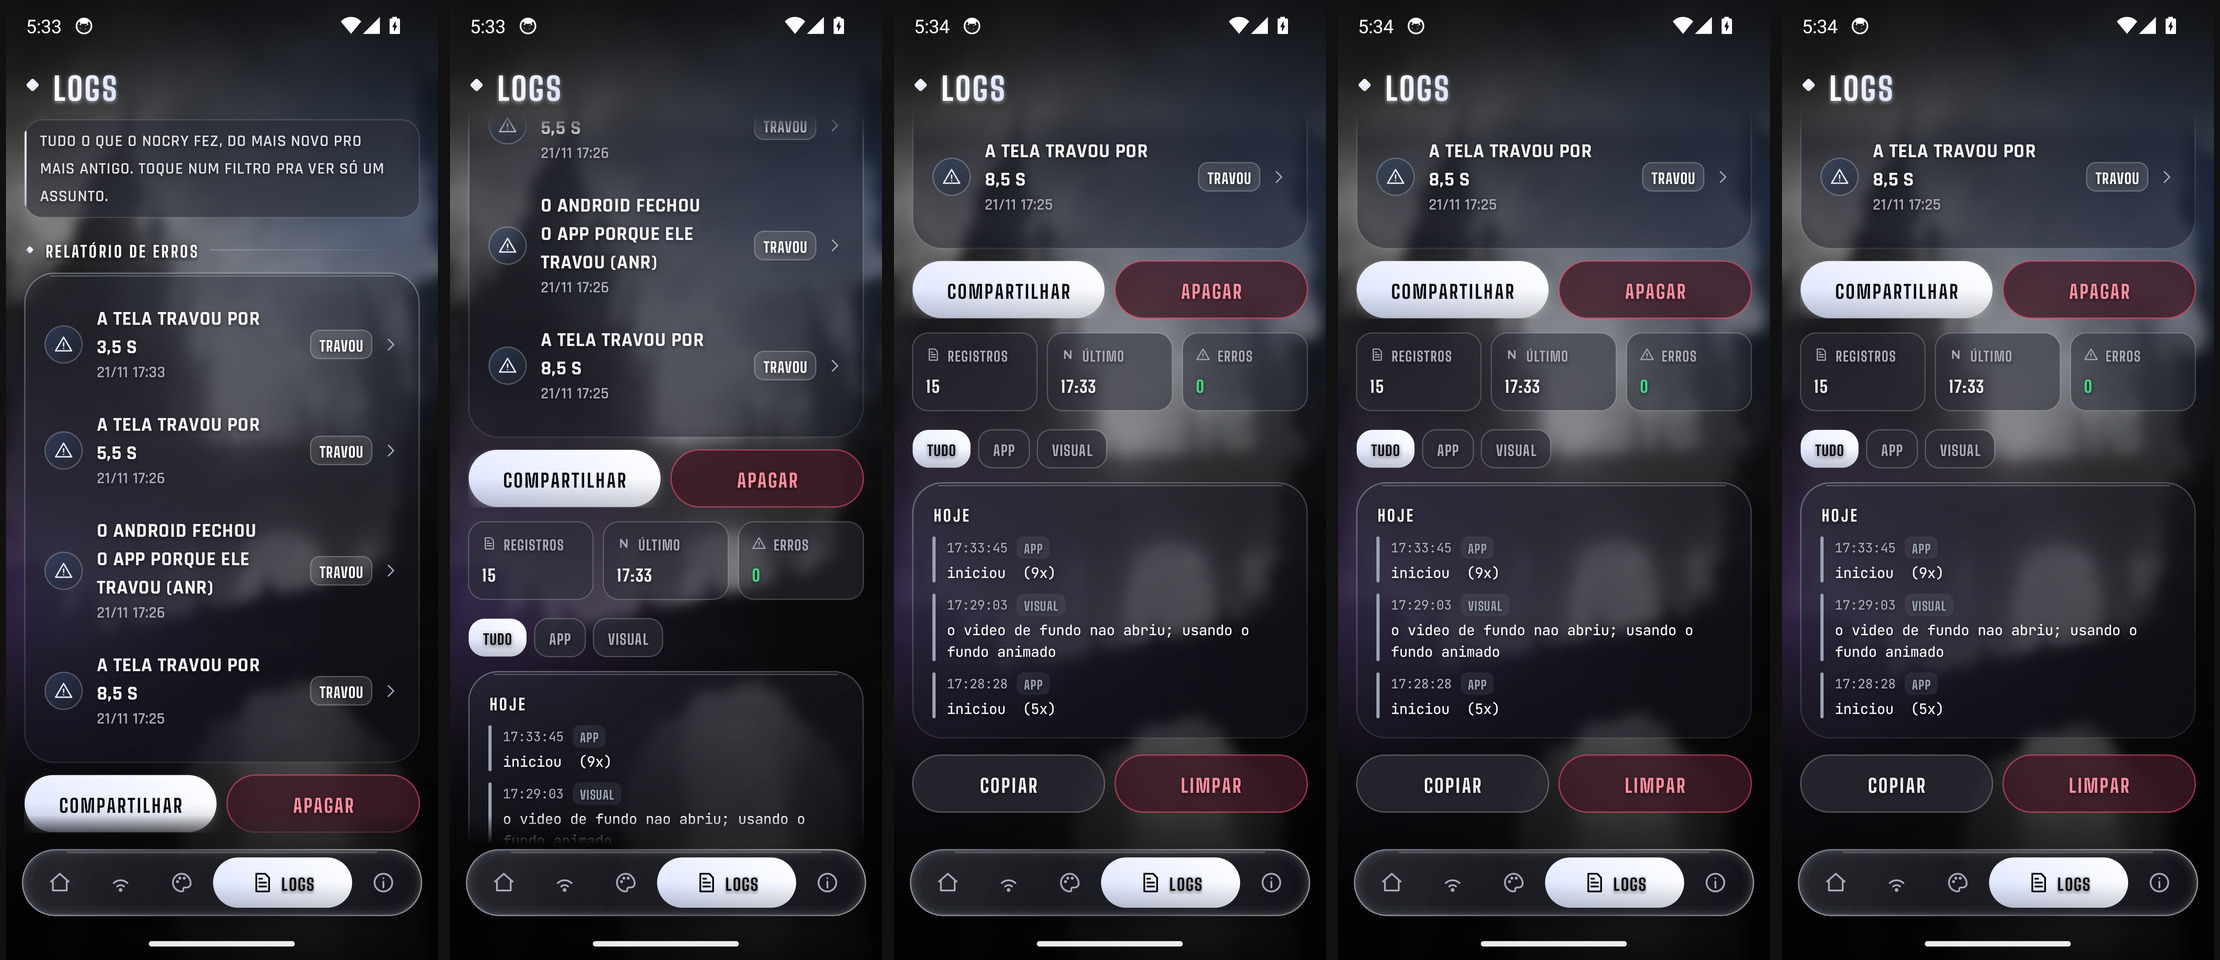 5:33
LOGS
TUDO O QUE O NOCRY FEZ, DO MAIS NOVO PRO
MAIS ANTIGO. TOQUE NUM FILTRO PRA VER SÓ UM
ASSUNTO.
RELATÓRIO DE ERROS
A TELA TRAVOU POR
3,5 S
TRAVOU
21/11 17:33
A TELA TRAVOU POR
5,5 S
TRAVOU
21/11 17:26
O ANDROID FECHOU
O APP PORQUE ELE
TRAVOU (ANR)
TRAVOU
21/11 17:26
A TELA TRAVOU POR
8,5 S
TRAVOU
21/11 17:25
COMPARTILHAR APAGAR
LOGS
5:33
LOGS
5,5 S
TRAVOU
21/11 17:26
O ANDROID FECHOU
O APP PORQUE ELE
TRAVOU (ANR)
TRAVOU
21/11 17:26
A TELA TRAVOU POR
8,5 S
TRAVOU
21/11 17:25
COMPARTILHAR APAGAR
REGISTROS N ÚLTIMO ERROS
15 17:33 0
TUDO APP VISUAL
HOJE
17:33:45 APP
iniciou (9x)
17:29:03 VISUAL
o video de fundo nao abriu; usando o
fundo animado
LOGS
5:34
LOGS
A TELA TRAVOU POR
8,5 S
TRAVOU
21/11 17:25
COMPARTILHAR APAGAR
REGISTROS N ÚLTIMO ERROS
15 17:33 0
TUDO APP VISUAL
HOJE
17:33:45 APP
iniciou (9x)
17:29:03 VISUAL
o video de fundo nao abriu; usando o
fundo animado
17:28:28 APP
iniciou (5x)
COPIAR LIMPAR
LOGS
5:34
LOGS
A TELA TRAVOU POR
8,5 S
TRAVOU
21/11 17:25
COMPARTILHAR APAGAR
REGISTROS N ÚLTIMO ERROS
15 17:33 0
TUDO APP VISUAL
HOJE
17:33:45 APP
iniciou (9x)
17:29:03 VISUAL
o video de fundo nao abriu; usando o
fundo animado
17:28:28 APP
iniciou (5x)
COPIAR LIMPAR
LOGS
5:34
LOGS
A TELA TRAVOU POR
8,5 S
TRAVOU
21/11 17:25
COMPARTILHAR APAGAR
REGISTROS N ÚLTIMO ERROS
15 17:33 0
TUDO APP VISUAL
HOJE
17:33:45 APP
iniciou (9x)
17:29:03 VISUAL
o video de fundo nao abriu; usando o
fundo animado
17:28:28 APP
iniciou (5x)
COPIAR LIMPAR
LOGS